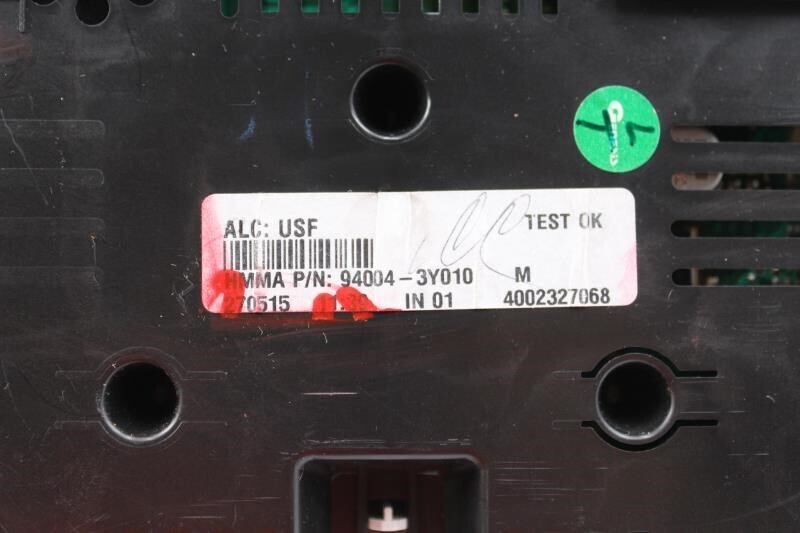 ALC: USF
TEST OK
HMMA P/N: 94004-3Y010 M
270515 IN 01 4002327068